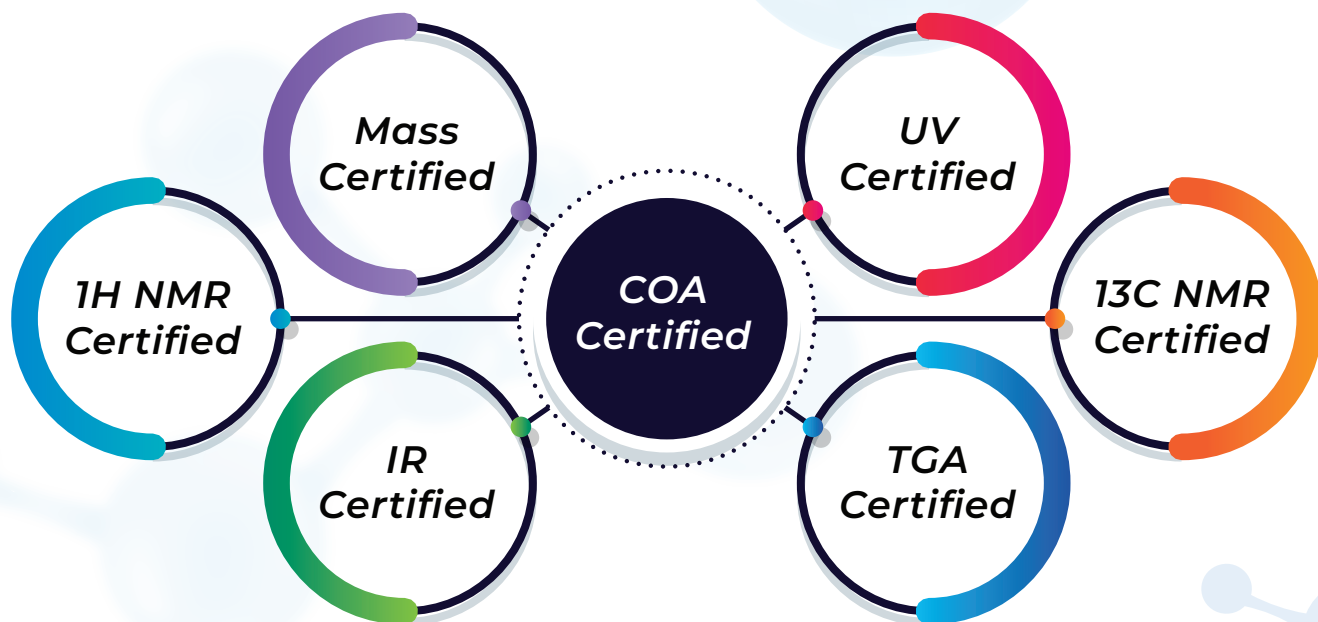 Mass
Certified
UV
Certified
1H NMR
Certified
COA
Certified
13C NMR
Certified
IR
Certified
TGA
Certified